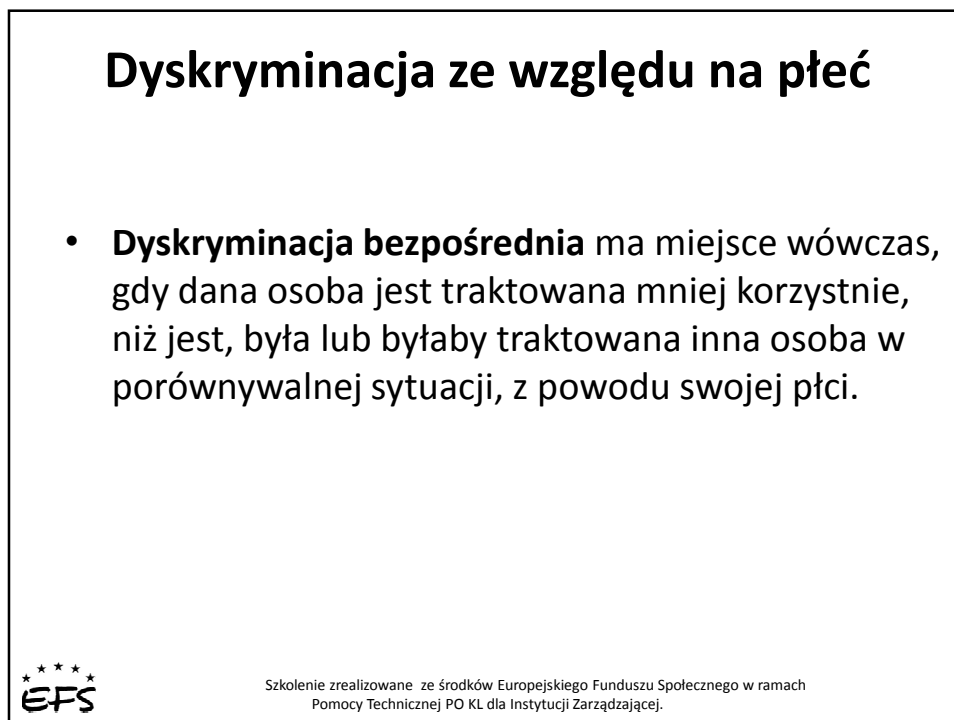 Dyskryminacja ze względu na płeć
• Dyskryminacja bezpośrednia ma miejsce wówczas,
gdy dana osoba jest traktowana mniej korzystnie,
niż jest, była lub byłaby traktowana inna osoba w
porównywalnej sytuacji, z powodu swojej płci.
EFS
Szkolenie zrealizowane ze środków Europejskiego Funduszu Społecznego w ramach
Pomocy Technicznej PO KL dla Instytucji Zarządzającej.